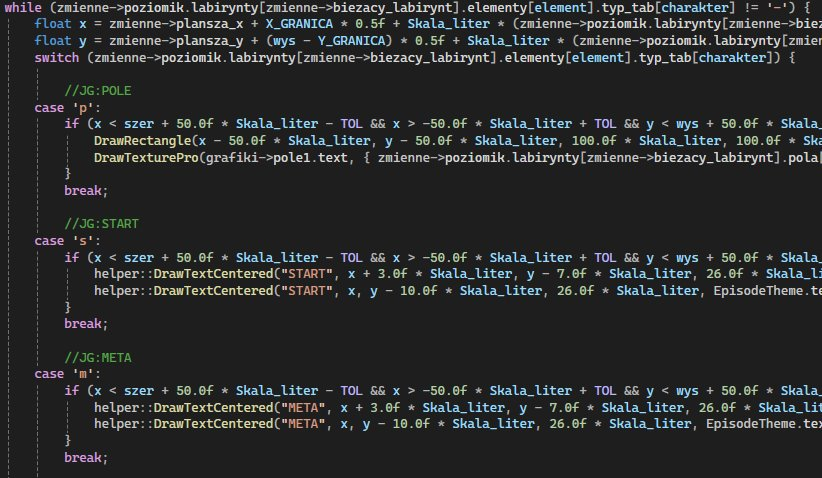 while (zmienne->poziomik.labirynty[zmienne->biezacy_labirynt].elementy[element].typ_tab[charakter] != '-') {
float x = zmienne->plansza_x + X_GRANICA * 0.5f + Skala_liter * (zmienne->poziomik.labirynty[zmienne->bieza
float y = zmienne->plansza_y + (wys - Y_GRANICA) * 0.5f + Skala_liter * (zmienne->poziomik.labirynty[zmien
switch (zmienne->poziomik.labirynty[zmienne->biezacy_labirynt].elementy[element].typ_tab[charakter]) {
//JG:POLE
case 'p':
if (x < szer + 50.0f * Skala_liter - TOL && x > -50.0f * Skala_liter + TOL && y < wys + 50.0f * Skala_
DrawRectangle(x - 50.0f * Skala_liter, y - 50.0f * Skala_liter, 100.0f * Skala_liter, 100.0f * Skala
DrawTexturePro(grafiki->pole1.text, { zmienne->poziomik.labirynty[zmienne->biezacy_labirynt].pola[
}
break;
//JG:START
case 's':
if (x < szer + 50.0f * Skala_liter - TOL && x > -50.0f * Skala_liter + TOL && y < wys + 50.0f * Skala_
helper::DrawTextCentered("START", x + 3.0f * Skala_liter, y - 7.0f * Skala_liter, 26.0f * Skala_li
helper::DrawTextCentered("START", x, y - 10.0f * Skala_liter, 26.0f * Skala_liter, EpisodeTheme.te
}
break;
//JG:META
case 'm':
if (x < szer + 50.0f * Skala_liter - TOL && x > -50.0f * Skala_liter + TOL && y < wys + 50.0f * Skala_
helper::DrawTextCentered("META", x + 3.0f * Skala_liter, y - 7.0f * Skala_liter, 26.0f * Skala_lit
helper::DrawTextCentered("META", x, y - 10.0f * Skala_liter, 26.0f * Skala_liter, EpisodeTheme.tex
}
break;